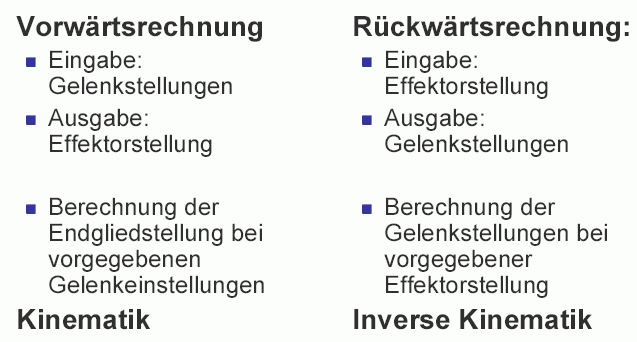 Vorwärtsrechnung
Eingabe:
Gelenkstellungen
Ausgabe:
Effektorstellung
Berechnung der
Endgliedstellung bei
vorgegebenen
Gelenkeinstellungen
Kinematik
Rückwärtsrechnung:
Eingabe:
Effektorstellung
Ausgabe:
Gelenkstellungen
Berechnung der
Gelenkstellungen bei
vorgegebener
Effektorstellung
Inverse Kinematik